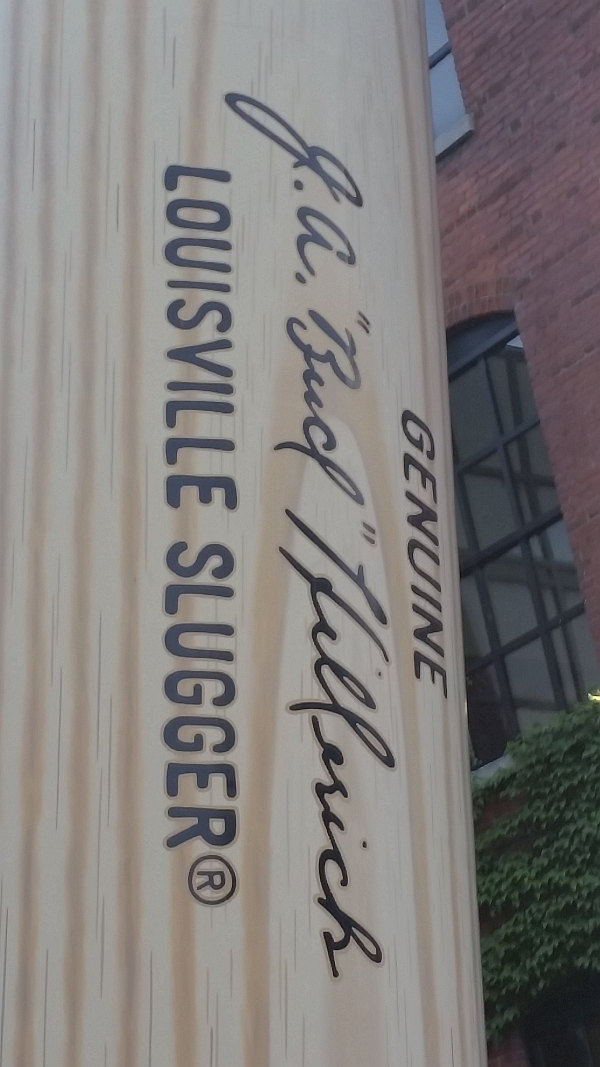 GENUINE
J. A. "Bud" Hillerich
LOUISVILLE SLUGGER®